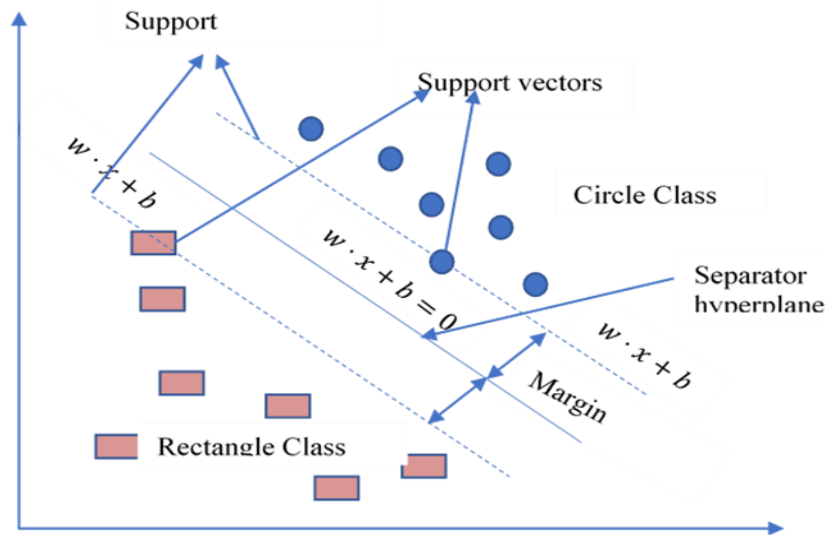 Support
Support vectors
w · x + b
Circle Class
w · x + b = 0
Separator
hyperplane
w · x + b
Margin
Rectangle Class